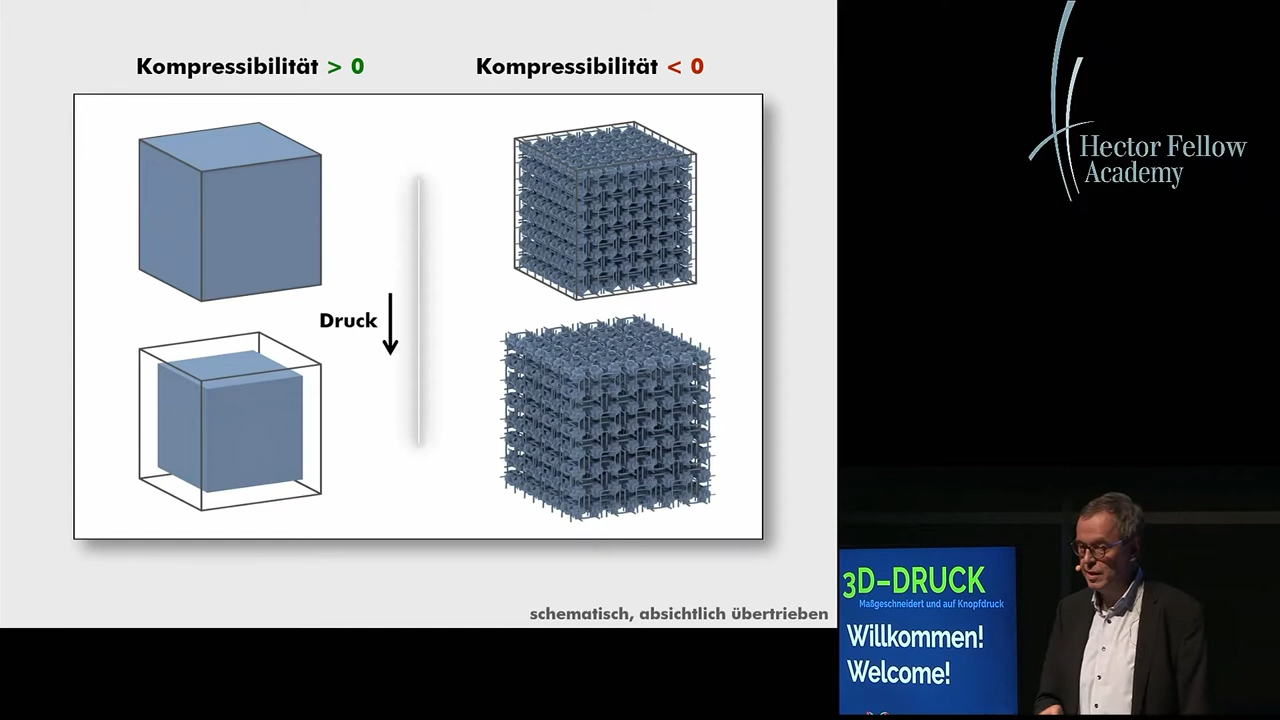 Kompressibilität > 0
Kompressibilität < 0
Druck
schematisch, absichtlich übertrieben
Hector Fellow
Academy
3D-DRUCK
Maßgeschneidert und auf Knopfdruck
Willkommen!
Welcome!